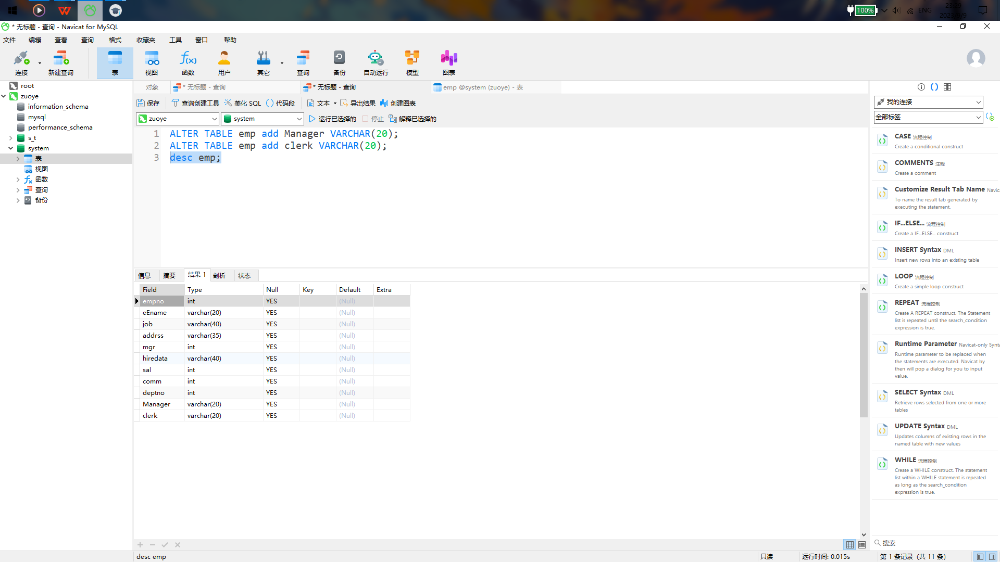 100%
ENG
23:29
2023/9/9
* 无标题 - 查询 - Navicat for MySQL
文件 编辑 查看 查询 格式 收藏夹 工具 窗口 帮助
连接 新建查询 表 视图 函数 用户 其它 查询 备份 自动运行 模型 图表
root
zuoye
information_schema
mysql
performance_schema
s_t
system
表
视图
函数
查询
备份
对象 * 无标题 - 查询 * 无标题 - 查询 emp @system (zuoye) - 表
保存 查询创建工具 美化 SQL () 代码段 文本 导出结果 创建图表
zuoye system 运行已选择的 停止 解释已选择的
1 ALTER TABLE emp add Manager VARCHAR(20);
2 ALTER TABLE emp add clerk VARCHAR(20);
3 desc emp;
信息 摘要 结果 1 剖析 状态
Field Type Null Key Default Extra
empno int YES (Null)
eEname varchar(20) YES (Null)
job varchar(40) YES (Null)
addrss varchar(35) YES (Null)
mgr int YES (Null)
hiredata varchar(40) YES (Null)
sal int YES (Null)
comm int YES (Null)
deptno int YES (Null)
Manager varchar(20) YES (Null)
clerk varchar(20) YES (Null)
我的连接
全部标签
CASE 流程控制
Create a conditional construct
COMMENTS 注释
Create a comment
Customize Result Tab Name Navica
To name the result tab generated by
executing the statement.
IF...ELSE... 流程控制
Create a IF...ELSE... construct
INSERT Syntax DML
Insert new rows into an existing table
LOOP 流程控制
Create a simple loop construct
REPEAT 流程控制
Create A REPEAT construct. The Statement
list is repeated until the search_condition
expression is true.
Runtime Parameter Navicat-only Synta
Runtime parameter to be replaced when
the statements are executed. Navicat by
then will pop a dialog for you to input
value.
SELECT Syntax DML
Retrieve rows selected from one or more
tables
UPDATE Syntax DML
Updates columns of existing rows in the
named table with new values
WHILE 流程控制
Create a WHILE construct. The statement
list within a WHILE statement is repeated
as long as the search_condition
expression is true.
搜索
desc emp 只读 运行时间: 0.015s 第 1 条记录 (共 11 条)